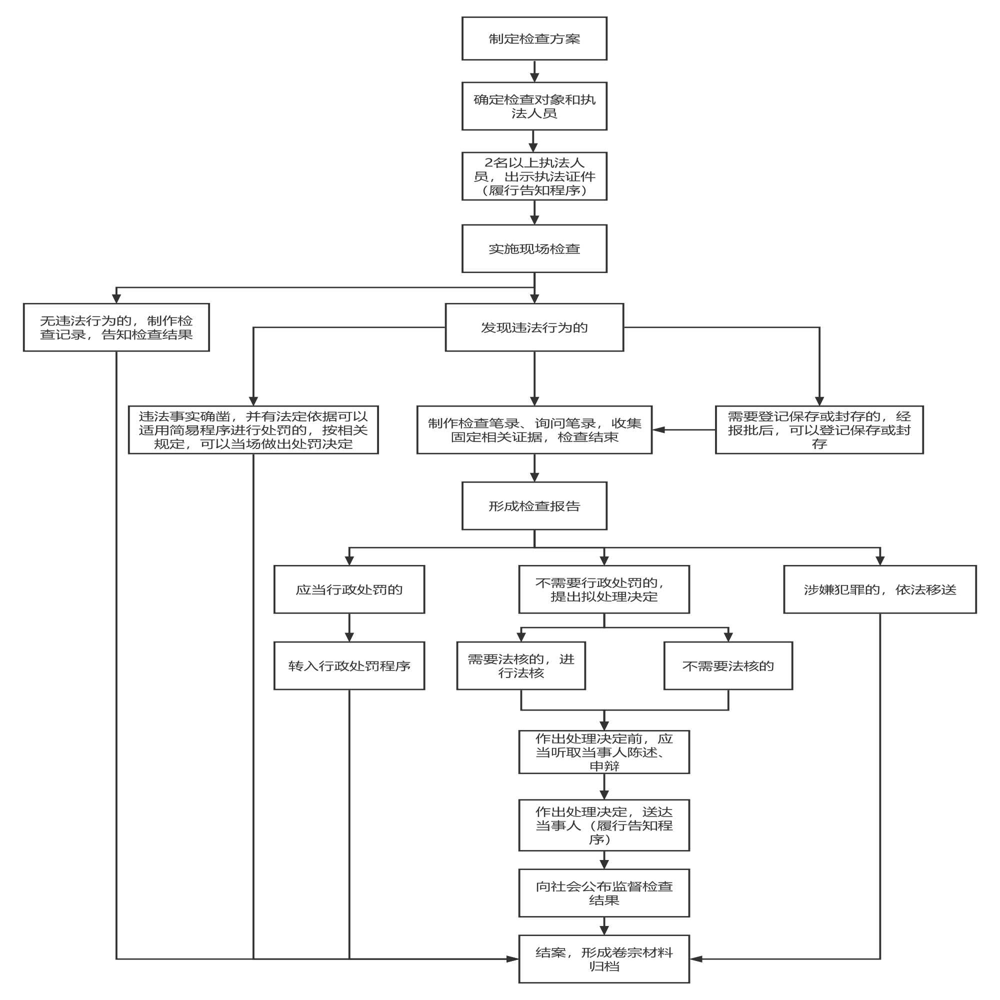 制定检查方案
确定检查对象和执
法人员
2名以上执法人
员，出示执法证件
（履行告知程序）
实施现场检查
无违法行为的，制作检
查记录，告知检查结果
发现违法行为的
违法事实确凿，并有法定依据可以
适用简易程序进行处罚的，按相关
规定，可以当场做出处罚决定
制作检查笔录、询问笔录，收集
固定相关证据，检查结束
需要登记保存或封存的，经
报批后，可以登记保存或封
存
形成检查报告
应当行政处罚的
不需要行政处罚的，
提出拟处理决定
涉嫌犯罪的，依法移送
转入行政处罚程序
需要法核的，进
行法核
不需要法核的
作出处理决定前，应
当听取当事人陈述、
申辩
作出处理决定，送达
当事人（履行告知程
序）
向社会公布监督检查
结果
结案，形成卷宗材料
归档